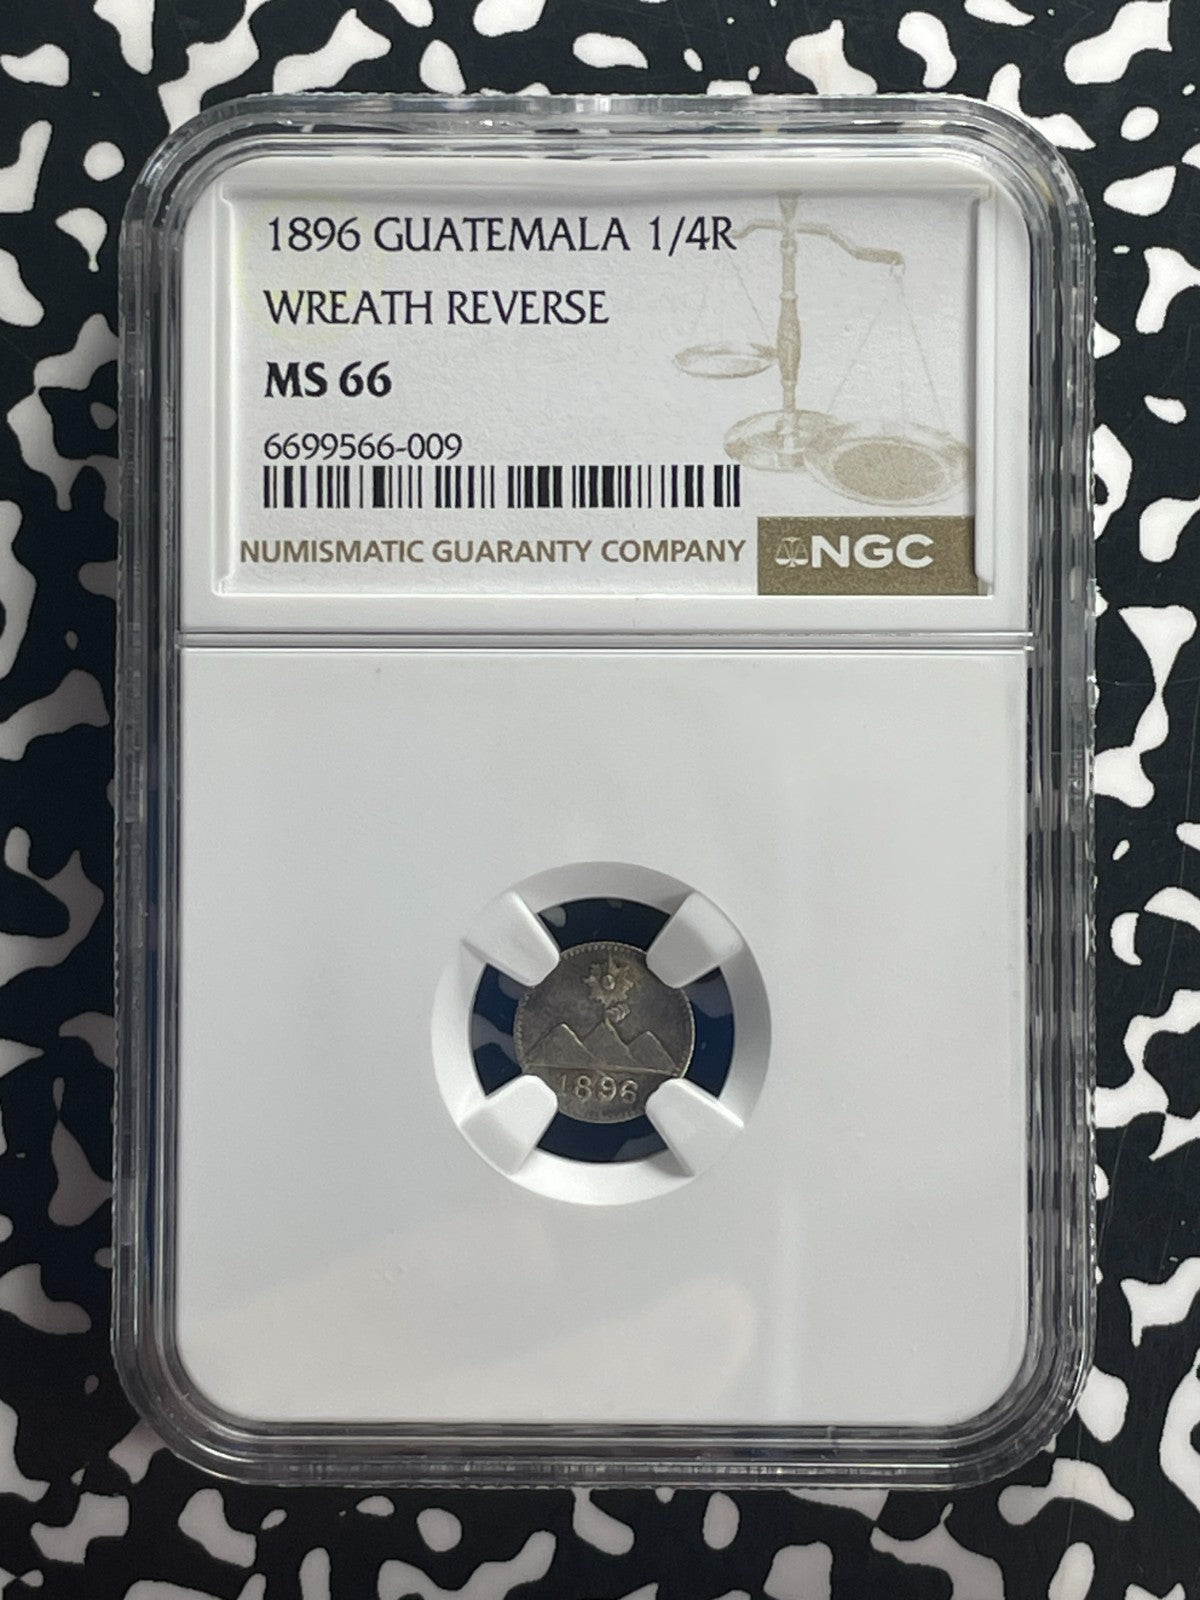 1896 GUATEMALA 1/4R
WREATH REVERSE
MS 66
6699566-009
NUMISMATIC GUARANTY COMPANY NGC
1896